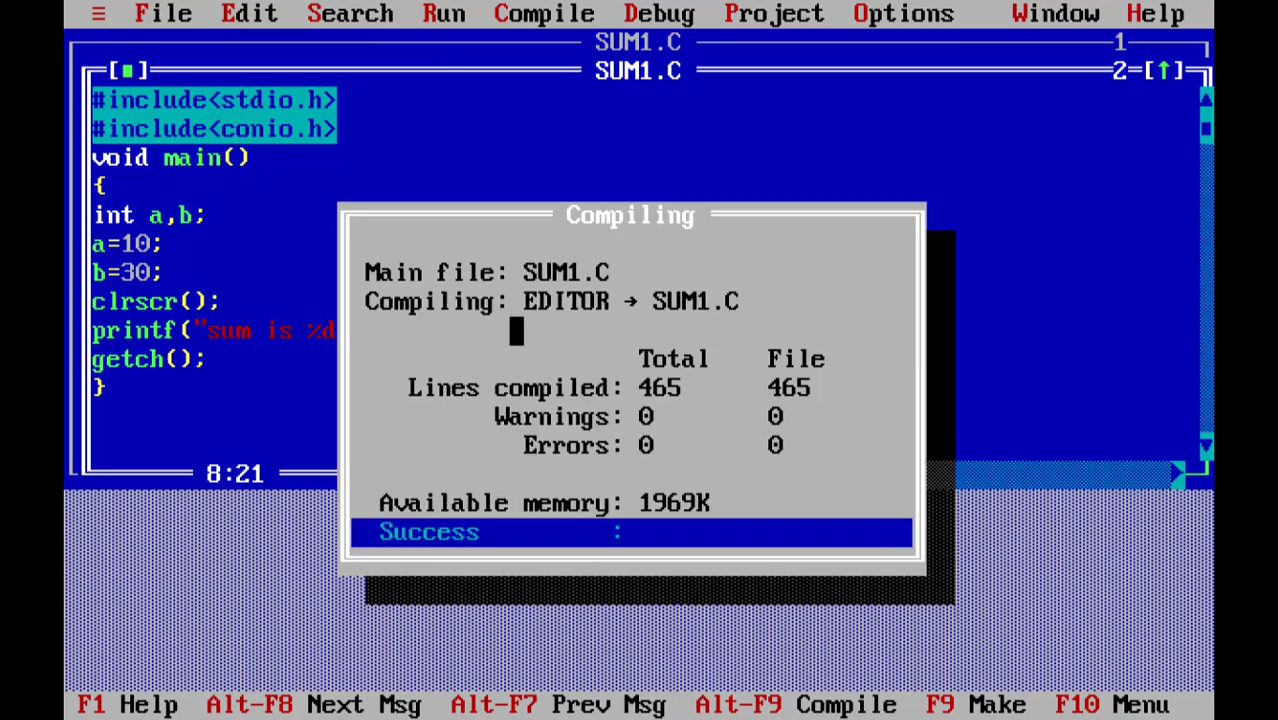 ≡ File Edit Search Run Compile Debug Project Options Window Help
SUM1.C 1
[■] SUM1.C 2=[↑]
#include<stdio.h>
#include<conio.h>
void main()
{
int a,b;
a=10;
b=30;
clrscr();
printf("sum is %d
getch();
}
8:21
Compiling
Main file: SUM1.C
Compiling: EDITOR → SUM1.C
Total File
Lines compiled: 465 465
Warnings: 0 0
Errors: 0 0
Available memory: 1969K
Success :
F1 Help Alt-F8 Next Msg Alt-F7 Prev Msg Alt-F9 Compile F9 Make F10 Menu